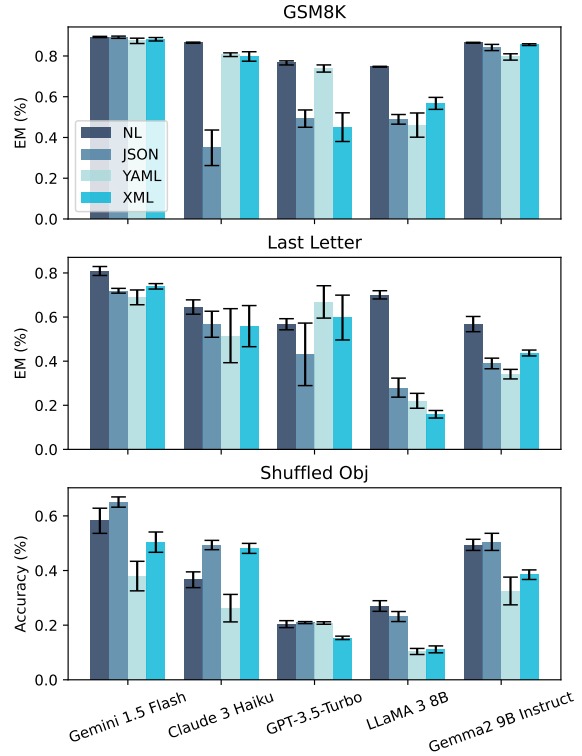 GSM8K
EM (%)
0.8
0.6
0.4
0.2
0.0
NL
JSON
YAML
XML
Last Letter
EM (%)
0.8
0.6
0.4
0.2
0.0
Shuffled Obj
Accuracy (%)
0.6
0.4
0.2
0.0
Gemini 1.5 Flash
Claude 3 Haiku
GPT-3.5-Turbo
LLaMA 3 8B
Gemma2 9B Instruct